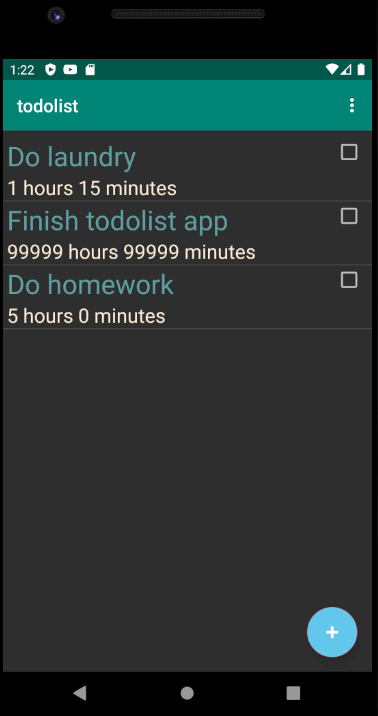 1:22
todolist
Do laundry
1 hours 15 minutes
Finish todolist app
99999 hours 99999 minutes
Do homework
5 hours 0 minutes
+